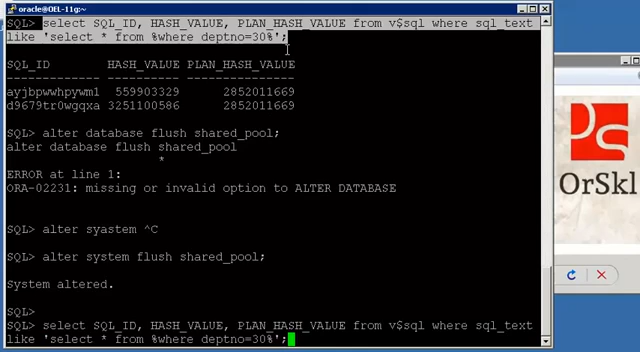 oracle@OEL-11g:~
SQL> select SQL_ID, HASH_VALUE, PLAN_HASH_VALUE from v$sql where sql_text
like 'select * from %where deptno=30%';
SQL_ID HASH_VALUE PLAN_HASH_VALUE
------------- ---------- ---------------
ayjbpwwhpywm1 559903329 2852011669
d9679tr0wgqxa 3251100586 2852011669
SQL> alter database flush shared_pool;
alter database flush shared_pool
*
ERROR at line 1:
ORA-02231: missing or invalid option to ALTER DATABASE
SQL> alter syastem ^C
SQL> alter system flush shared_pool;
System altered.
SQL>
SQL> select SQL_ID, HASH_VALUE, PLAN_HASH_VALUE from v$sql where sql_text
like 'select * from %where deptno=30%';
OrSkl